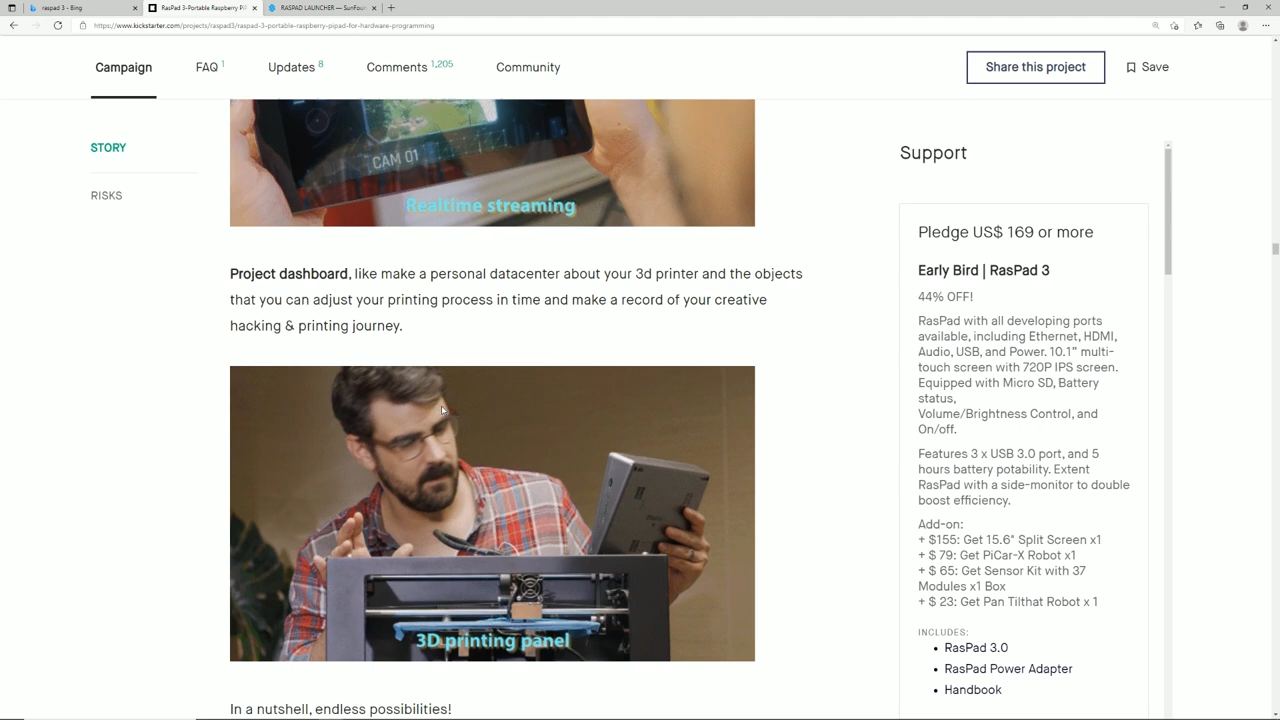 raspad 3 - Bing
RasPad 3-Portable Raspberry Pi
RASPAD LAUNCHER — SunFou
https://www.kickstarter.com/projects/raspad3/raspad-3-portable-raspberry-pipad-for-hardware-programming
Campaign
FAQ 1
Updates 8
Comments 1,205
Community
Share this project
Save
STORY
RISKS
CAM 01
Realtime streaming
Project dashboard, like make a personal datacenter about your 3d printer and the objects
that you can adjust your printing process in time and make a record of your creative
hacking & printing journey.
3D printing panel
In a nutshell, endless possibilities!
Support
Pledge US$ 169 or more
Early Bird | RasPad 3
44% OFF!
RasPad with all developing ports
available, including Ethernet, HDMI,
Audio, USB, and Power. 10.1" multi-
touch screen with 720P IPS screen.
Equipped with Micro SD, Battery
status,
Volume/Brightness Control, and
On/off.
Features 3 x USB 3.0 port, and 5
hours battery potability. Extent
RasPad with a side-monitor to double
boost efficiency.
Add-on:
+ $155: Get 15.6" Split Screen x1
+ $ 79: Get PiCar-X Robot x1
+ $ 65: Get Sensor Kit with 37
Modules x1 Box
+ $ 23: Get Pan Tilthat Robot x 1
INCLUDES:
• RasPad 3.0
• RasPad Power Adapter
• Handbook